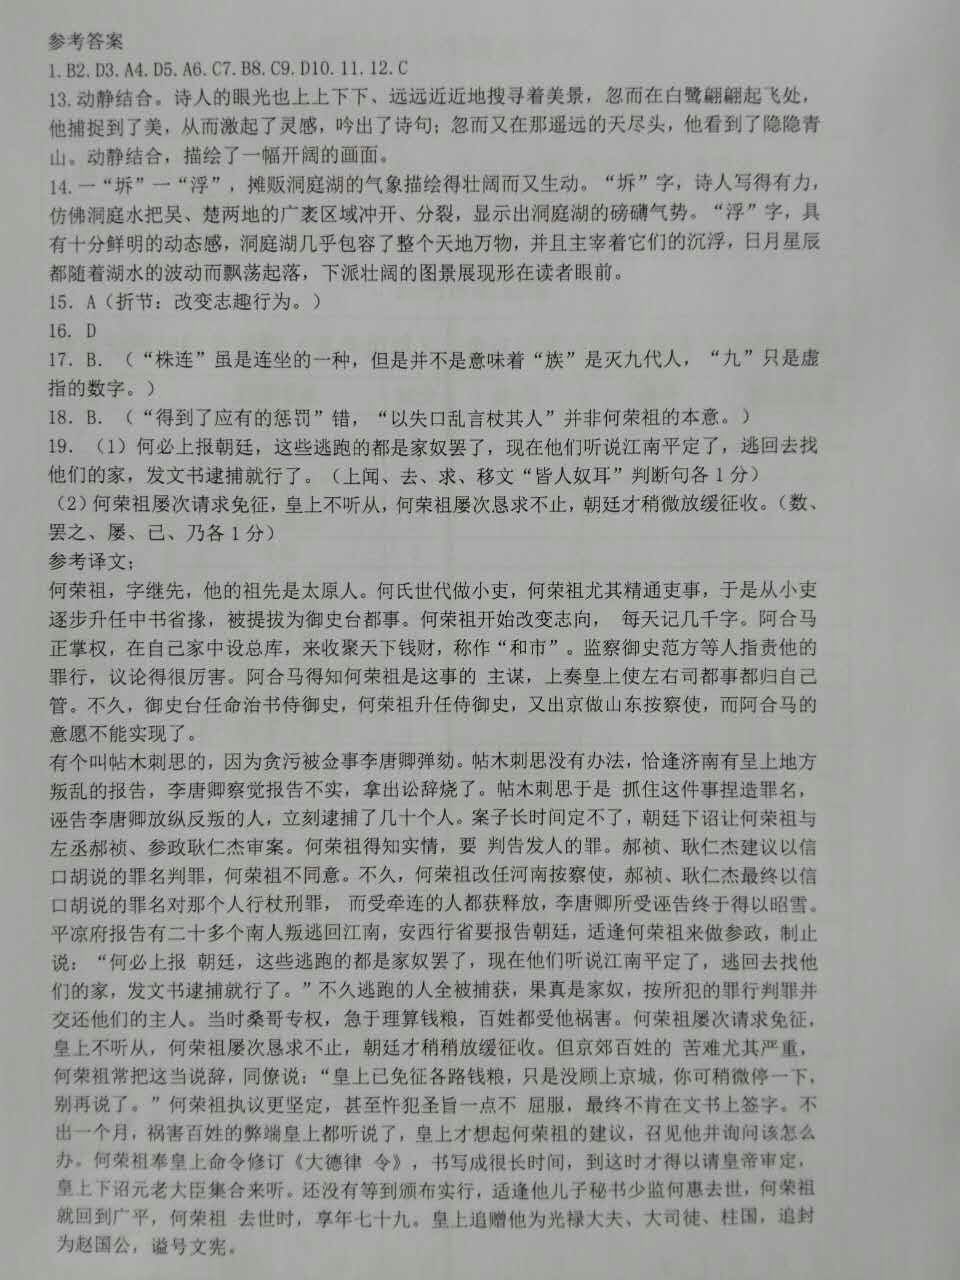 参考答案
1.B2.D3.A4.D5.A6.C7.B8.C9.D10.11.12.C
13.动静结合。诗人的眼光也上上下下、远远近近地搜寻着美景，忽而在白鹭翩翩起飞处，
他捕捉到了美，从而激起了灵感，吟出了诗句；忽而又在那遥远的天尽头，他看到了隐隐青
山。动静结合，描绘了一幅开阔的画面。
14.一“坼”一“浮”，摊贩洞庭湖的气象描绘得壮阔而又生动。“坼”字，诗人写得有力，
仿佛洞庭水把吴、楚两地的广袤区域冲开、分裂，显示出洞庭湖的磅礴气势。“浮”字，具
有十分鲜明的动态感，洞庭湖几乎包容了整个天地万物，并且主宰着它们的沉浮，日月星辰
都随着湖水的波动而飘荡起落，下派壮阔的图景展现形在读者眼前。
15. A（折节：改变志趣行为。）
16. D
17. B.（“株连”虽是连坐的一种，但是并不是意味着“族”是灭九代人，“九”只是虚
指的数字。）
18. B.（“得到了应有的惩罚”错，“以失口乱言杖其人”并非何荣祖的本意。）
19.（1）何必上报朝廷，这些逃跑的都是家奴罢了，现在他们听说江南平定了，逃回去找
他们的家，发文书逮捕就行了。（上闻、去、求、移文“皆人奴耳”判断句各1分）
（2）何荣祖屡次请求免征，皇上不听从，何荣祖屡次恳求不止，朝廷才稍微放缓征收。（数、
罢之、屡、已、乃各1分）
参考译文；
何荣祖，字继先，他的祖先是太原人。何氏世代做小吏，何荣祖尤其精通吏事，于是从小吏
逐步升任中书省掾，被提拔为御史台都事。何荣祖开始改变志向， 每天记几千字。阿合马
正掌权，在自己家中设总库，来收聚天下钱财，称作“和市”。监察御史范方等人指责他的
罪行，议论得很厉害。阿合马得知何荣祖是这事的 主谋，上奏皇上使左右司都事都归自己
管。不久，御史台任命治书侍御史，何荣祖升任侍御史，又出京做山东按察使，而阿合马的
意愿不能实现了。
有个叫帖木刺思的，因为贪污被佥事李唐卿弹劾。帖木刺思没有办法，恰逢济南有呈上地方
叛乱的报告，李唐卿察觉报告不实，拿出讼辞烧了。帖木刺思于是 抓住这件事捏造罪名，
诬告李唐卿放纵反叛的人，立刻逮捕了几十个人。案子长时间定不了，朝廷下诏让何荣祖与
左丞郝祯、参政耿仁杰审案。何荣祖得知实情，要 判告发人的罪。郝祯、耿仁杰建议以信
口胡说的罪名判罪，何荣祖不同意。不久，何荣祖改任河南按察使，郝祯、耿仁杰最终以信
口胡说的罪名对那个人行杖刑罪， 而受牵连的人都获释放，李唐卿所受诬告终于得以昭雪。
平凉府报告有二十多个南人叛逃回江南，安西行省要报告朝廷，适逢何荣祖来做参政，制止
说：“何必上报 朝廷，这些逃跑的都是家奴罢了，现在他们听说江南平定了，逃回去找他
们的家，发文书逮捕就行了。”不久逃跑的人全被捕获，果真是家奴，按所犯的罪行判罪并
交还他们的主人。当时桑哥专权，急于理算钱粮，百姓都受他祸害。何荣祖屡次请求免征，
皇上不听从，何荣祖屡次恳求不止，朝廷才稍稍放缓征收。但京郊百姓的 苦难尤其严重，
何荣祖常把这当说辞，同僚说：“皇上已免征各路钱粮，只是没顾上京城，你可稍微停一下，
别再说了。”何荣祖执议更坚定，甚至忤犯圣旨一点不 屈服，最终不肯在文书上签字。不
出一个月，祸害百姓的弊端皇上都听说了，皇上才想起何荣祖的建议，召见他并询问该怎么
办。何荣祖奉皇上命令修订《大德律 令》，书写成很长时间，到这时才得以请皇帝审定，
皇上下诏元老大臣集合来听。还没有等到颁布实行，适逢他儿子秘书少监何惠去世，何荣祖
就回到广平，何荣祖 去世时，享年七十九。皇上追赠他为光禄大夫、大司徒、柱国，追封
为赵国公，谥号文宪。